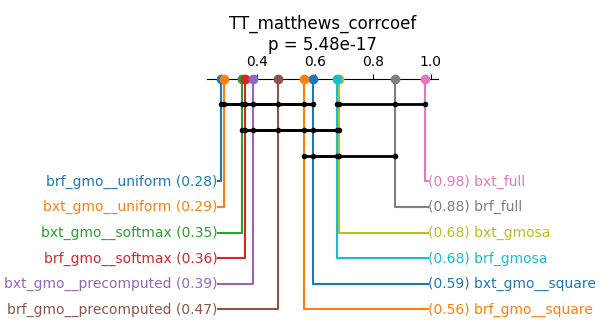 TT_matthews_corrcoef
p = 5.48e-17
0.4 0.6 0.8 1.0
brf_gmo__uniform (0.28) (0.98) bxt_full
bxt_gmo__uniform (0.29) (0.88) brf_full
bxt_gmo__softmax (0.35) (0.68) bxt_gmosa
brf_gmo__softmax (0.36) (0.68) brf_gmosa
bxt_gmo__precomputed (0.39) (0.59) bxt_gmo__square
brf_gmo__precomputed (0.47) (0.56) brf_gmo__square